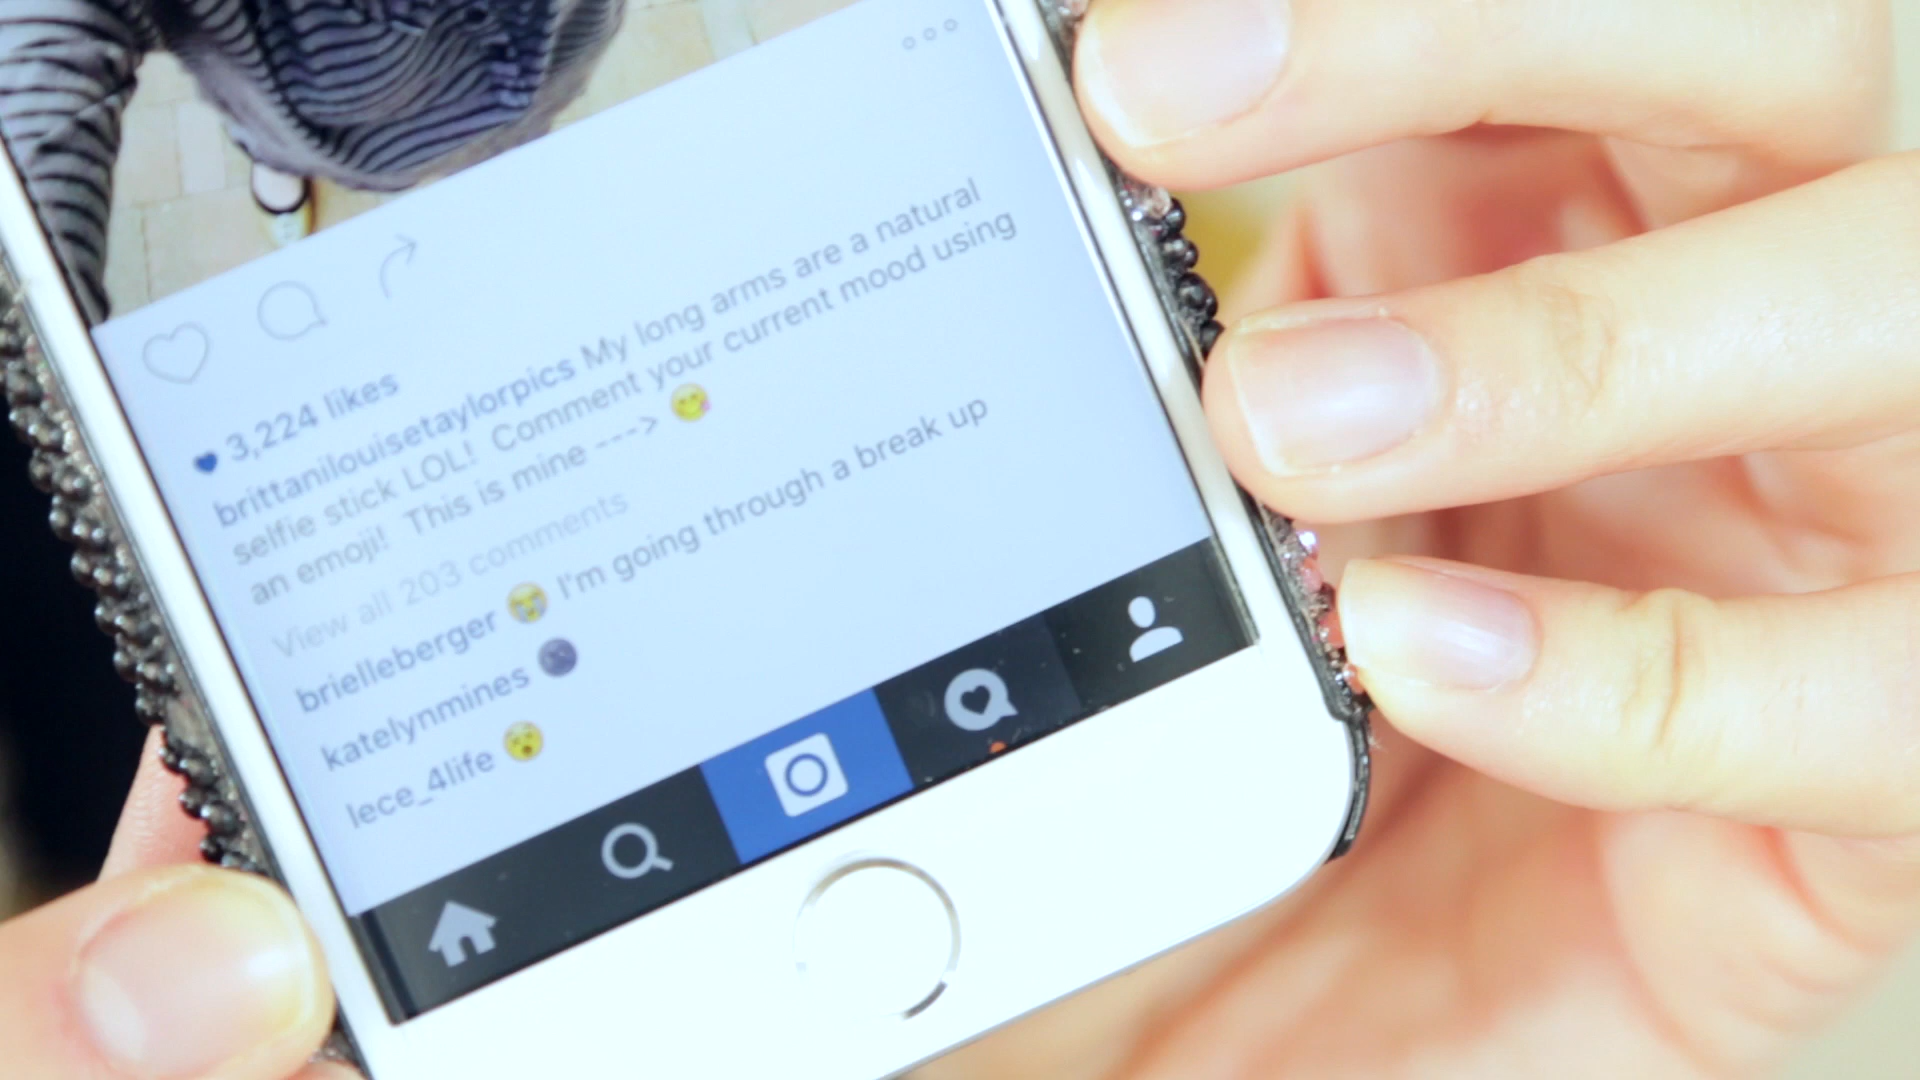 3,224 likes
brittanilouisetaylorpics My long arms are a natural
selfie stick LOL! Comment your current mood using
an emoji! This is mine ---> 😋
View all 203 comments
brielleberger 😭 I'm going through a break up
katelynmines 🌚
lece_4life 😵